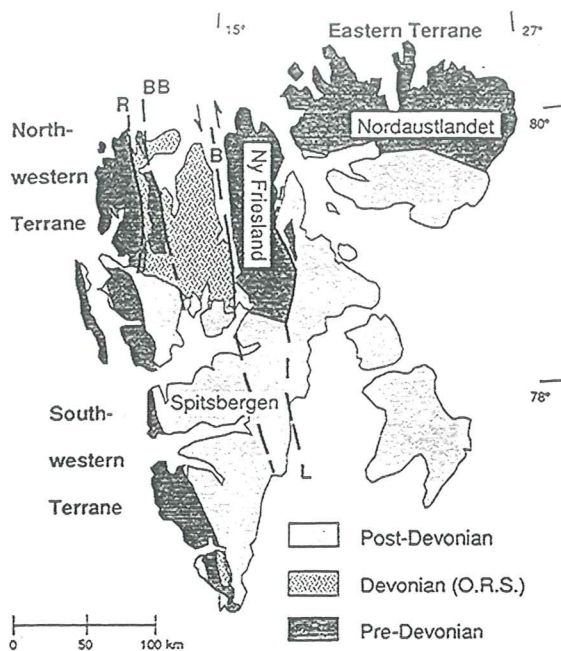 15°
Eastern Terrane
27°
R
BB
B
80°
North-
western
Terrane
Nordaustlandet
Ny Friosland
78°
Spitsbergen
South-
western
Terrane
L
Post-Devonian
Devonian (O.R.S.)
Pre-Devonian
0 50 100 km